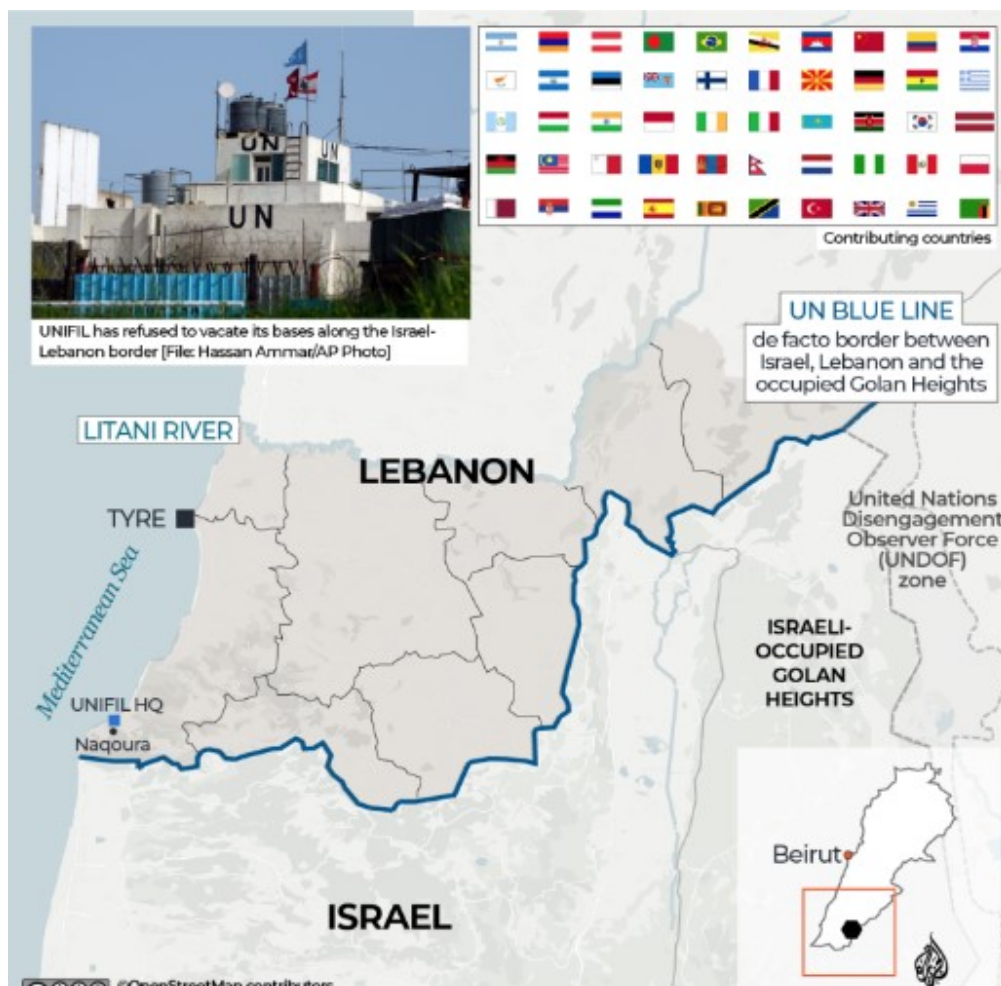 UN
UN
UN
UNIFIL has refused to vacate its bases along the Israel-
Lebanon border [File: Hassan Ammar/AP Photo]
Contributing countries
UN BLUE LINE
de facto border between
Israel, Lebanon and the
occupied Golan Heights
LITANI RIVER
LEBANON
TYRE
United Nations
Disengagement
Observer Force
(UNDOF)
zone
Mediterranean Sea
ISRAELI-
OCCUPIED
GOLAN
HEIGHTS
UNIFIL HQ
Naqoura
Beirut
ISRAEL
©OpenStreetMap contributors